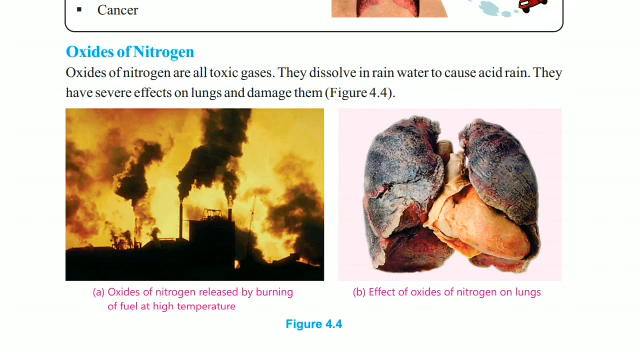 ▪ Cancer
Oxides of Nitrogen
Oxides of nitrogen are all toxic gases. They dissolve in rain water to cause acid rain. They
have severe effects on lungs and damage them (Figure 4.4).
(a) Oxides of nitrogen released by burning
of fuel at high temperature
(b) Effect of oxides of nitrogen on lungs
Figure 4.4